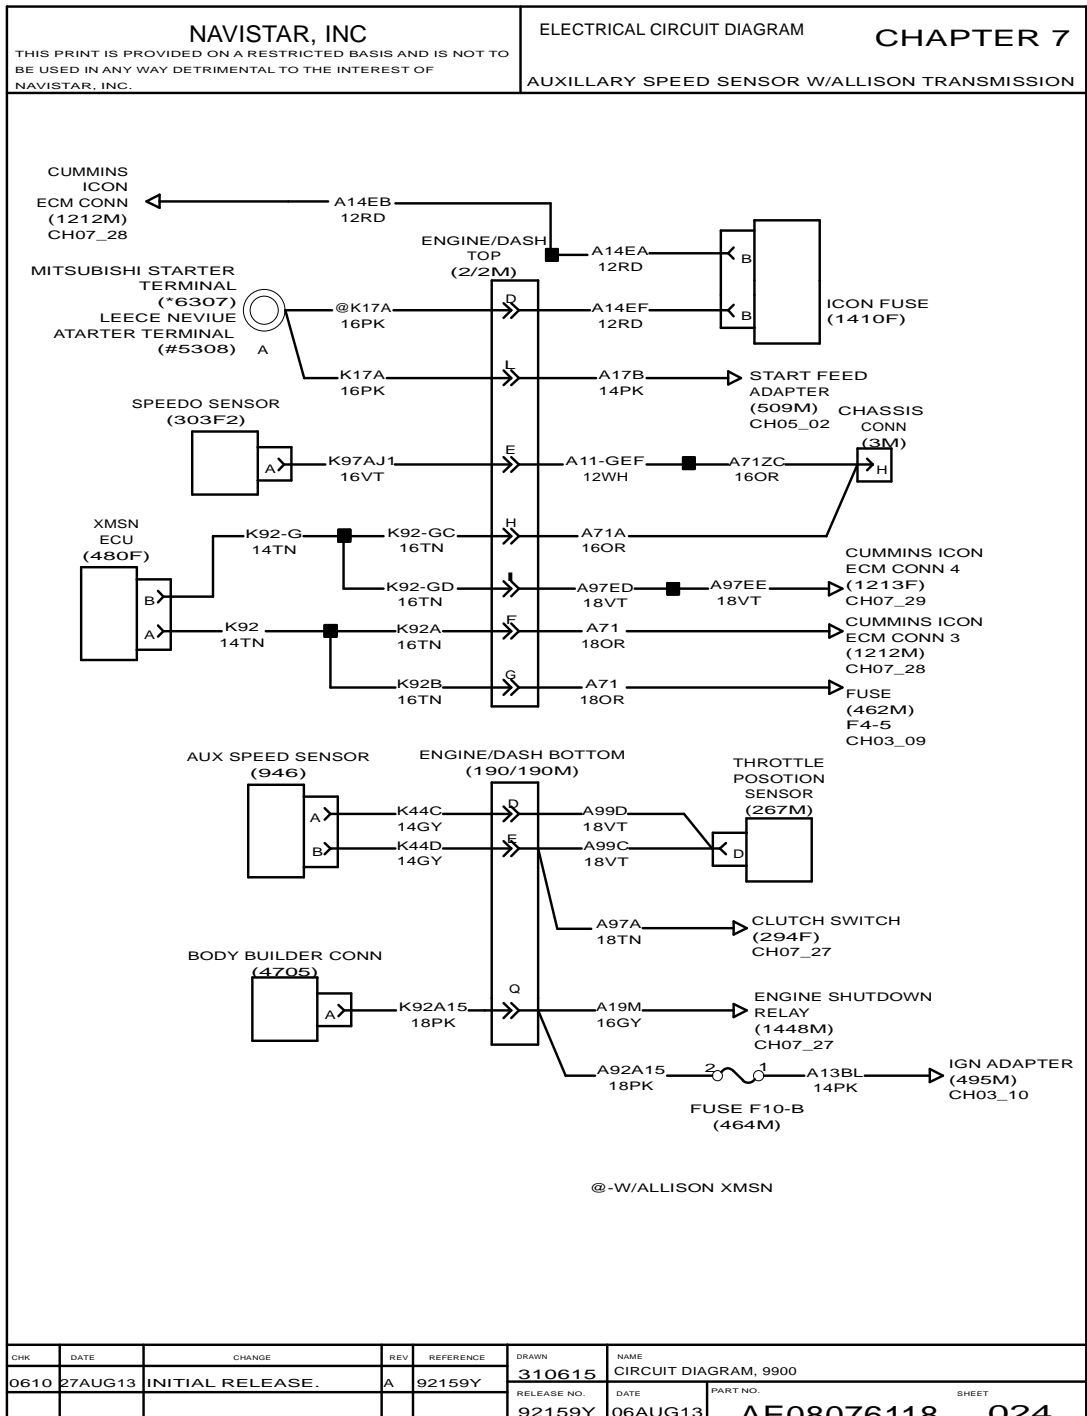 NAVISTAR, INC
THIS PRINT IS PROVIDED ON A RESTRICTED BASIS AND IS NOT TO
BE USED IN ANY WAY DETRIMENTAL TO THE INTEREST OF
NAVISTAR, INC.
ELECTRICAL CIRCUIT DIAGRAM
CHAPTER 7
AUXILLARY SPEED SENSOR W/ALLISON TRANSMISSION
CUMMINS
ICON
ECM CONN
(1212M)
CH07_28
A14EB
12RD
ENGINE/DASH
TOP
(2/2M)
A14EA
12RD
B
ICON FUSE
(1410F)
MITSUBISHI STARTER
TERMINAL
(*6307)
LEECE NEVIUE
ATARTER TERMINAL
(#5308)
A
@K17A
16PK
D
A14EF
12RD
B
K17A
16PK
L
A17B
14PK
START FEED
ADAPTER
(509M)
CH05_02
SPEEDO SENSOR
(303F2)
A
K97AJ1
16VT
E
A11-GEF
12WH
A71ZC
16OR
CHASSIS
CONN
(3M)
H
XMSN
ECU
(480F)
B
A
K92-G
14TN
K92-GC
16TN
H
A71A
16OR
K92-GD
16TN
A97ED
18VT
A97EE
18VT
CUMMINS ICON
ECM CONN 4
(1213F)
CH07_29
K92
14TN
K92A
16TN
F
A71
18OR
CUMMINS ICON
ECM CONN 3
(1212M)
CH07_28
K92B
16TN
G
A71
18OR
FUSE
(462M)
F4-5
CH03_09
AUX SPEED SENSOR
(946)
A
B
ENGINE/DASH BOTTOM
(190/190M)
K44C
14GY
D
A99D
18VT
K44D
14GY
E
A99C
18VT
THROTTLE
POSOTION
SENSOR
(267M)
D
A97A
18TN
CLUTCH SWITCH
(294F)
CH07_27
BODY BUILDER CONN
(4705)
A
K92A15
18PK
Q
A19M
16GY
ENGINE SHUTDOWN
RELAY
(1448M)
CH07_27
A92A15
18PK
2
1
FUSE F10-B
(464M)
A13BL
14PK
IGN ADAPTER
(495M)
CH03_10
@-W/ALLISON XMSN
CHK DATE CHANGE REV REFERENCE
0610 27AUG13 INITIAL RELEASE. A 92159Y
DRAWN
310615
NAME
CIRCUIT DIAGRAM, 9900
RELEASE NO.
92159Y
DATE
06AUG13
PART NO.
AE08076118
SHEET
024